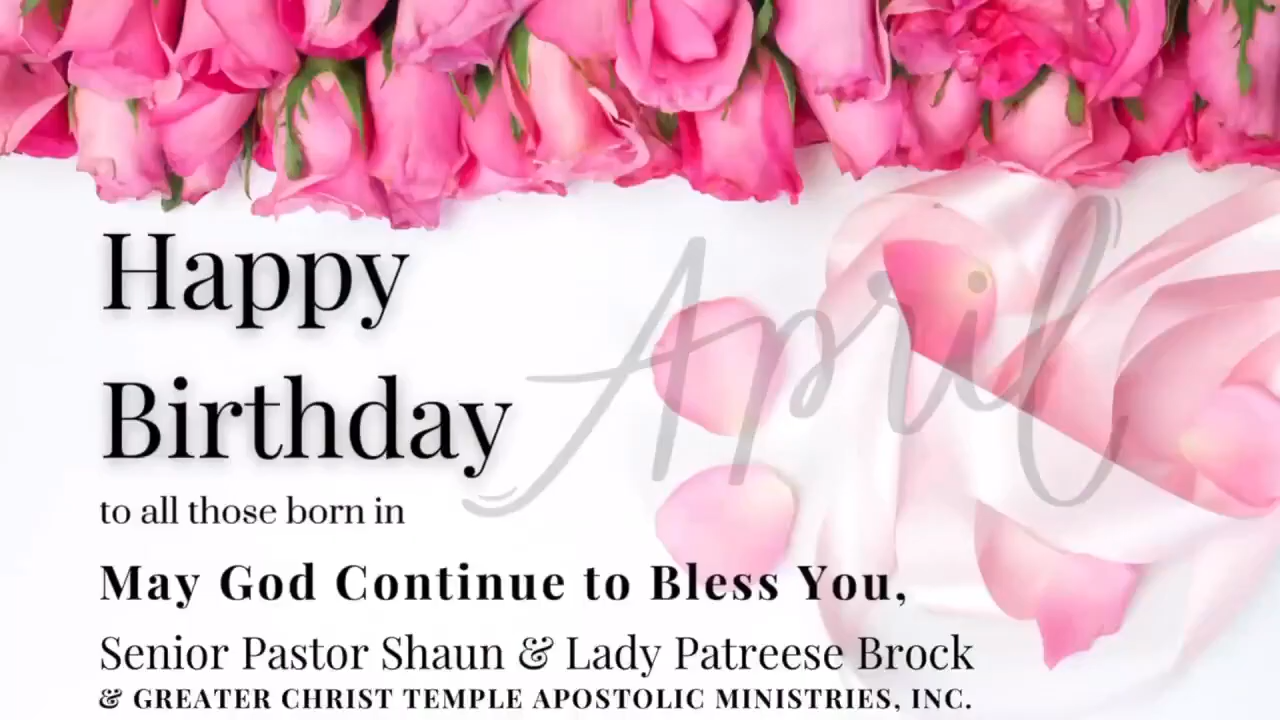 Happy
Birthday
April
to all those born in
May God Continue to Bless You,
Senior Pastor Shaun & Lady Patreese Brock
& GREATER CHRIST TEMPLE APOSTOLIC MINISTRIES, INC.